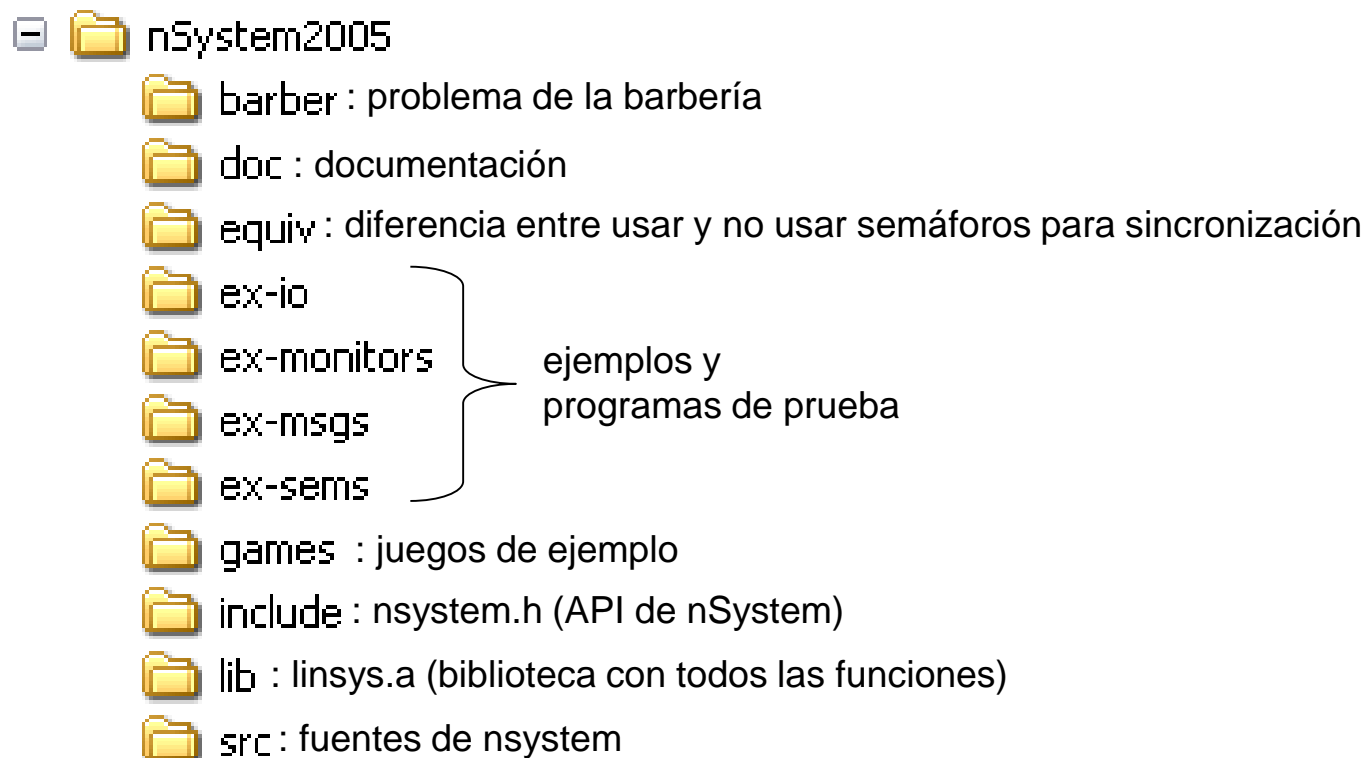 nSystem2005
barber : problema de la barbería
doc : documentación
equiv : diferencia entre usar y no usar semáforos para sincronización
ex-io
ex-monitors
ejemplos y
programas de prueba
ex-msgs
ex-sems
games : juegos de ejemplo
include : nsystem.h (API de nSystem)
lib : linsys.a (biblioteca con todos las funciones)
src : fuentes de nsystem